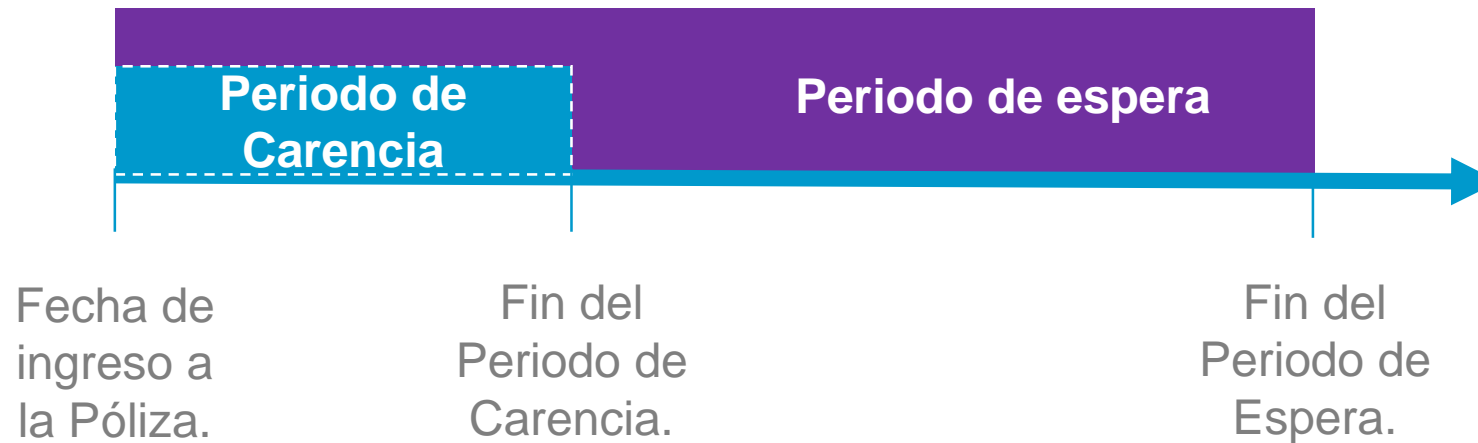 Periodo de
Carencia
Periodo de espera
Fecha de
ingreso a
la Póliza.
Fin del
Periodo de
Carencia.
Fin del
Periodo de
Espera.